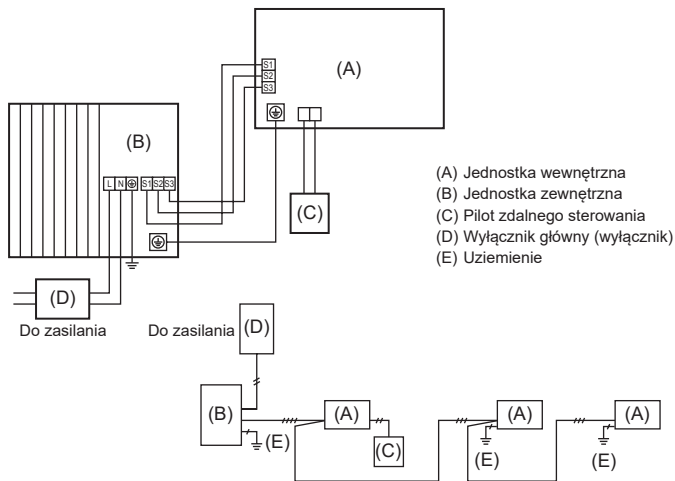 (A)
S1
S2
S3
(B)
L N S1 S2 S3
(C)
(D)
Do zasilania
(A) Jednostka wewnętrzna
(B) Jednostka zewnętrzna
(C) Pilot zdalnego sterowania
(D) Wyłącznik główny (wyłącznik)
(E) Uziemienie
Do zasilania
(D)
(B)
(E)
(A)
(C)
(A)
(E)
(A)
(E)